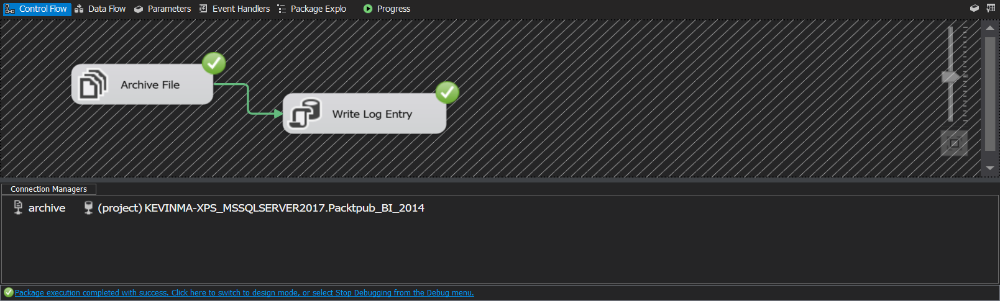 Control Flow Data Flow Parameters Event Handlers Package Explo Progress
Archive File
Write Log Entry
Connection Managers
archive (project) KEVINMA-XPS_MSSQLSERVER2017.Packtpub_BI_2014
Package execution completed with success. Click here to switch to design mode, or select Stop Debugging from the Debug menu.